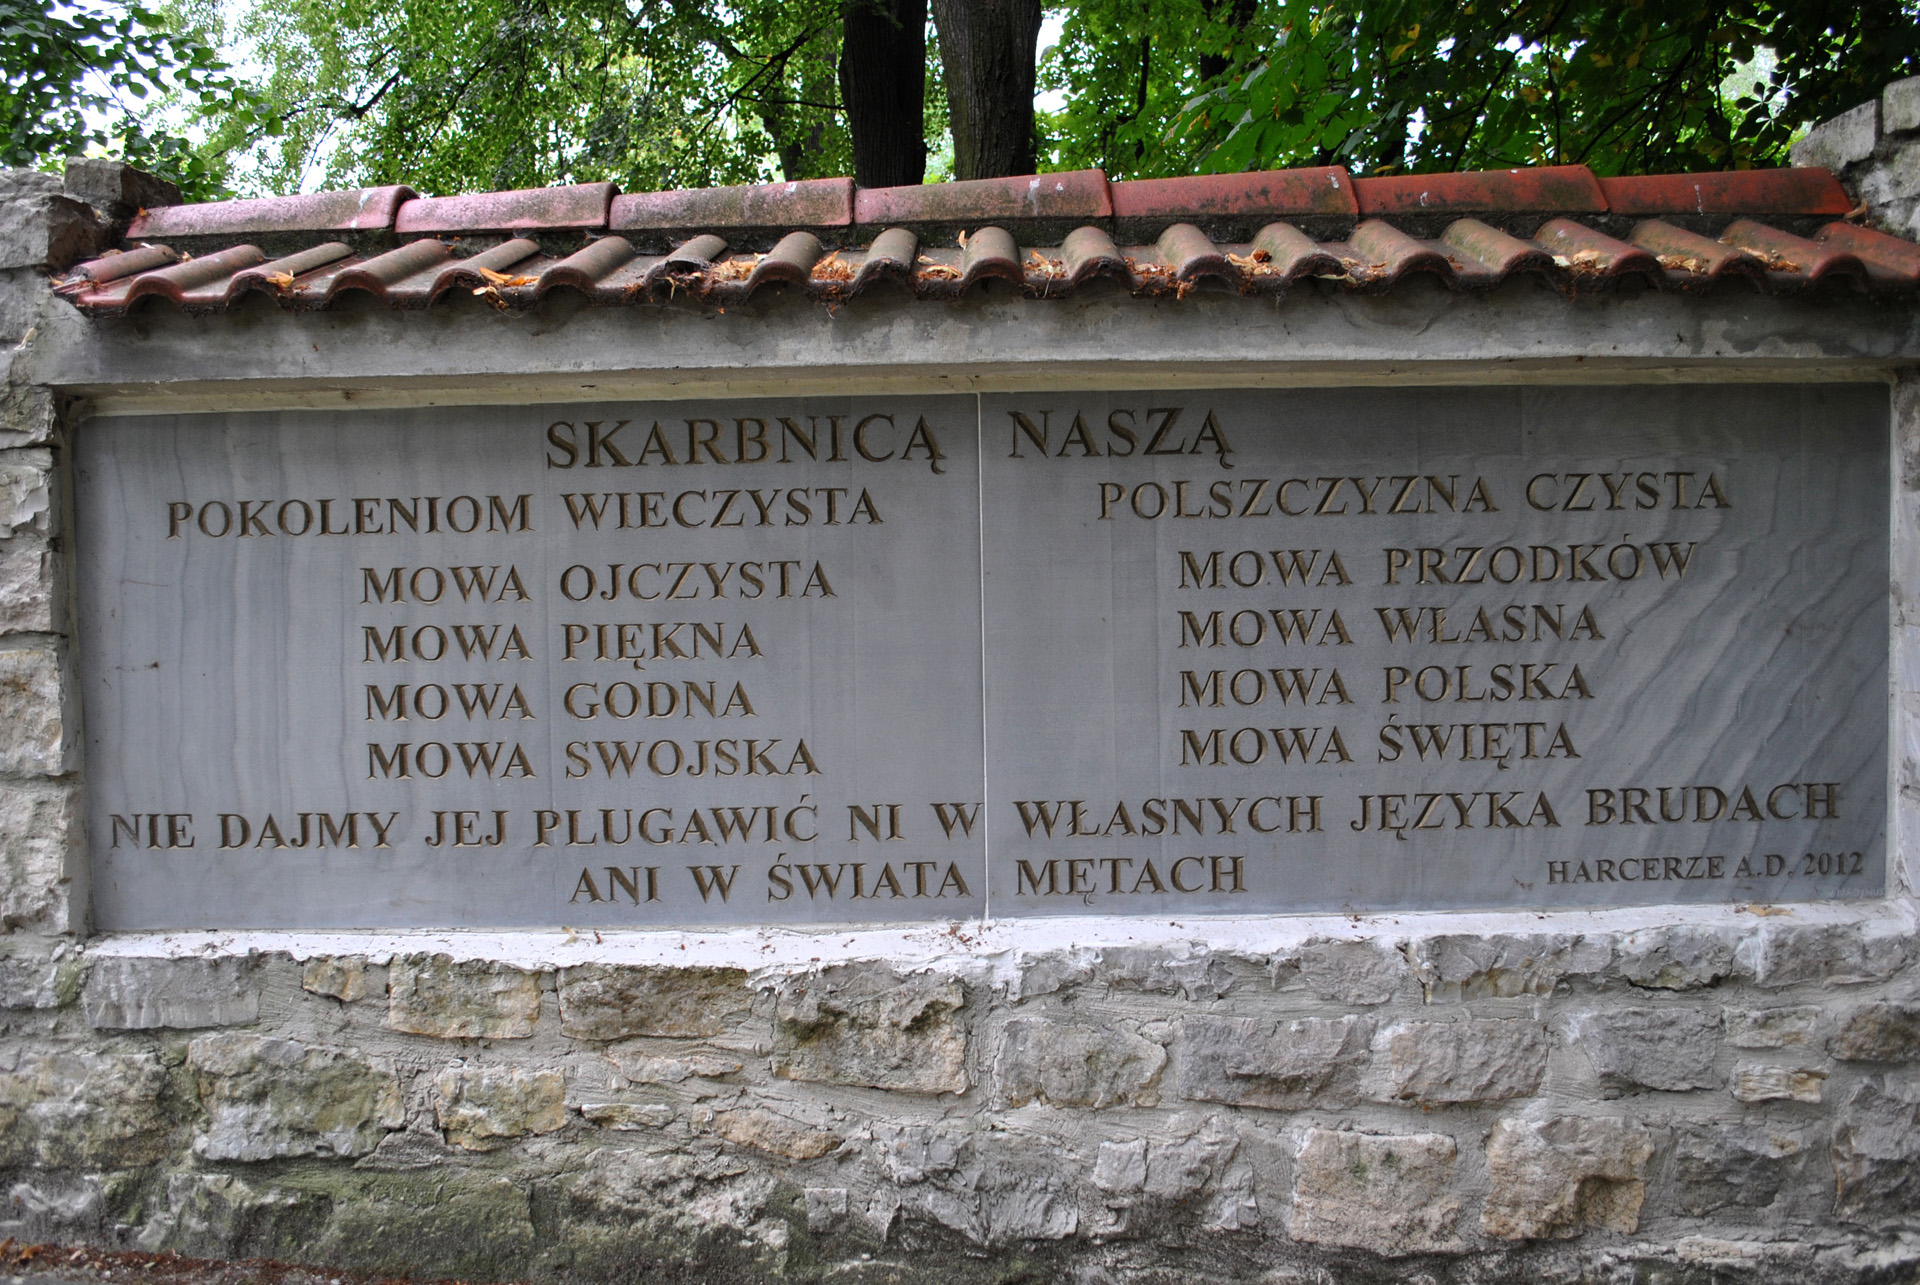 SKARBNICĄ NASZĄ
POKOLENIOM WIECZYSTA POLSZCZYZNA CZYSTA
MOWA OJCZYSTA MOWA PRZODKÓW
MOWA PIĘKNA MOWA WŁASNA
MOWA GODNA MOWA POLSKA
MOWA SWOJSKA MOWA ŚWIĘTA
NIE DAJMY JEJ PLUGAWIĆ NI W WŁASNYCH JĘZYKA BRUDACH
ANI W ŚWIATA MĘTACH
HARCERZE A.D. 2012